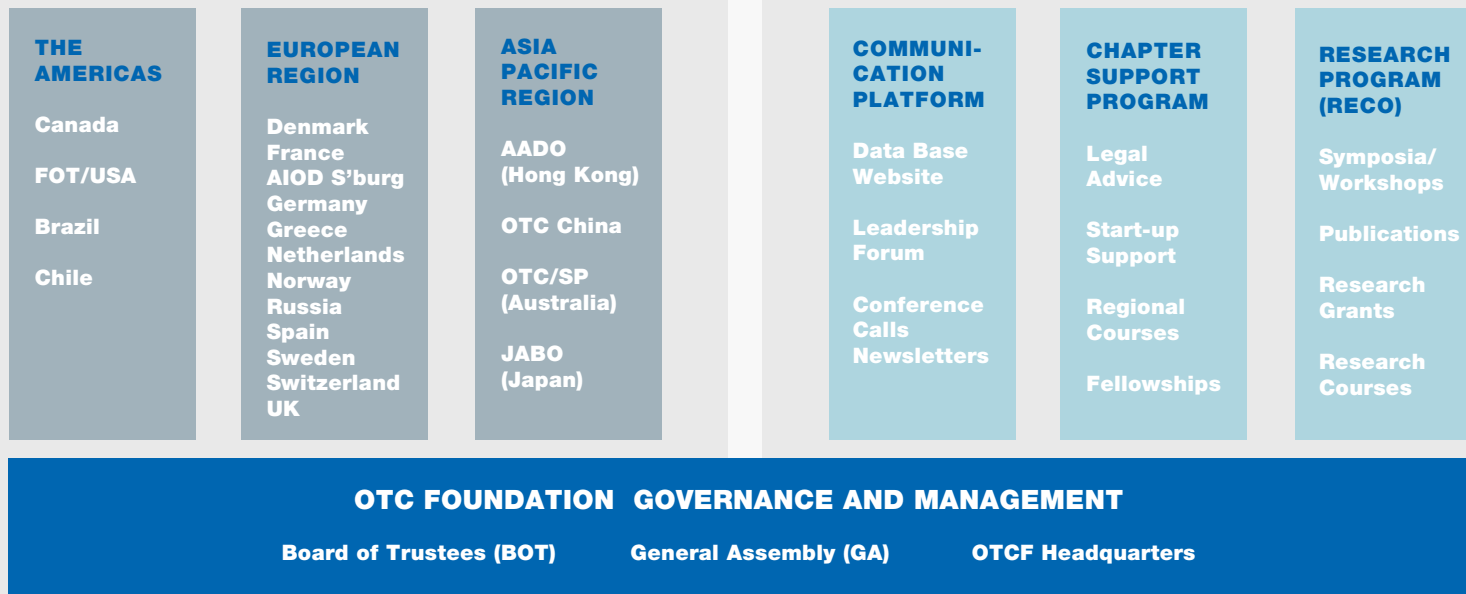 THE
AMERICAS
Canada
FOT/USA
Brazil
Chile
EUROPEAN
REGION
Denmark
France
AIOD S’burg
Germany
Greece
Netherlands
Norway
Russia
Spain
Sweden
Switzerland
UK
ASIA
PACIFIC
REGION
AADO
(Hong Kong)
OTC China
OTC/SP
(Australia)
JABO
(Japan)
COMMUNI-
CATION
PLATFORM
Data Base
Website
Leadership
Forum
Conference
Calls
Newsletters
CHAPTER
SUPPORT
PROGRAM
Legal
Advice
Start-up
Support
Regional
Courses
Fellowships
RESEARCH
PROGRAM
(RECO)
Symposia/
Workshops
Publications
Research
Grants
Research
Courses
OTC FOUNDATION GOVERNANCE AND MANAGEMENT
Board of Trustees (BOT) General Assembly (GA) OTCF Headquarters